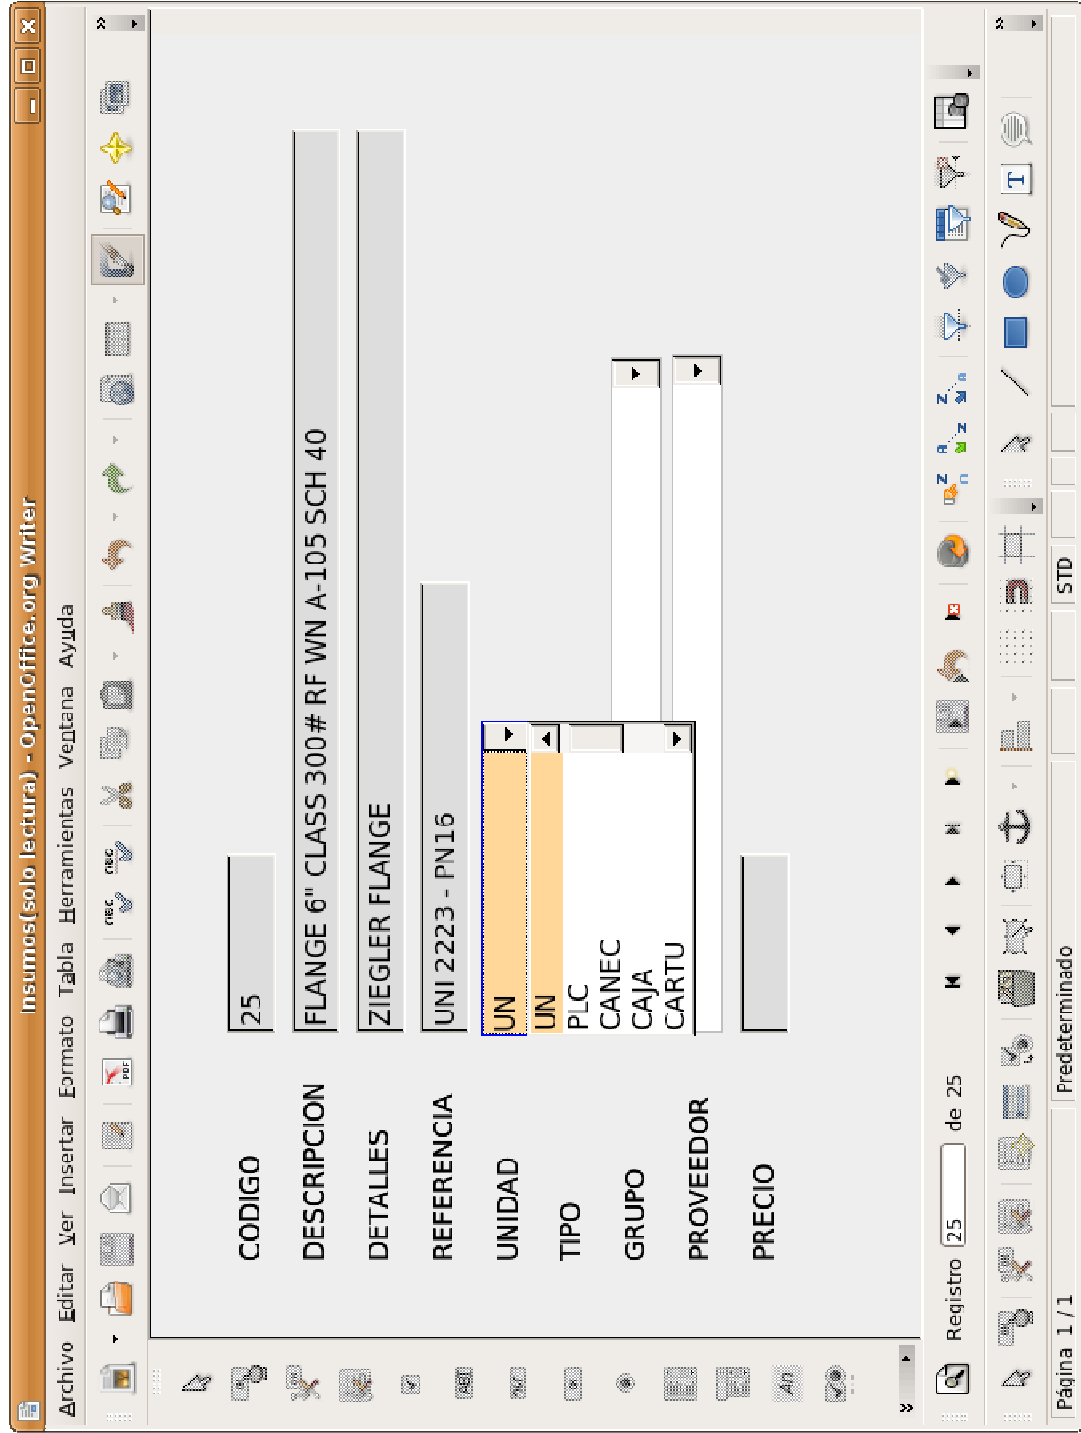 Insumos(solo lectura) - OpenOffice.org Writer
Archivo Editar Ver Insertar Formato Tabla Herramientas Ventana Ayuda
CODIGO 25
DESCRIPCION FLANGE 6" CLASS 300# RF WN A-105 SCH 40
DETALLES ZIEGLER FLANGE
REFERENCIA UNI 2223 - PN16
UNIDAD UN
UN
TIPO PLC
CANEC
GRUPO CAJA
CARTU
PROVEEDOR
PRECIO
Registro 25 de 25
Página 1 / 1 Predeterminado STD